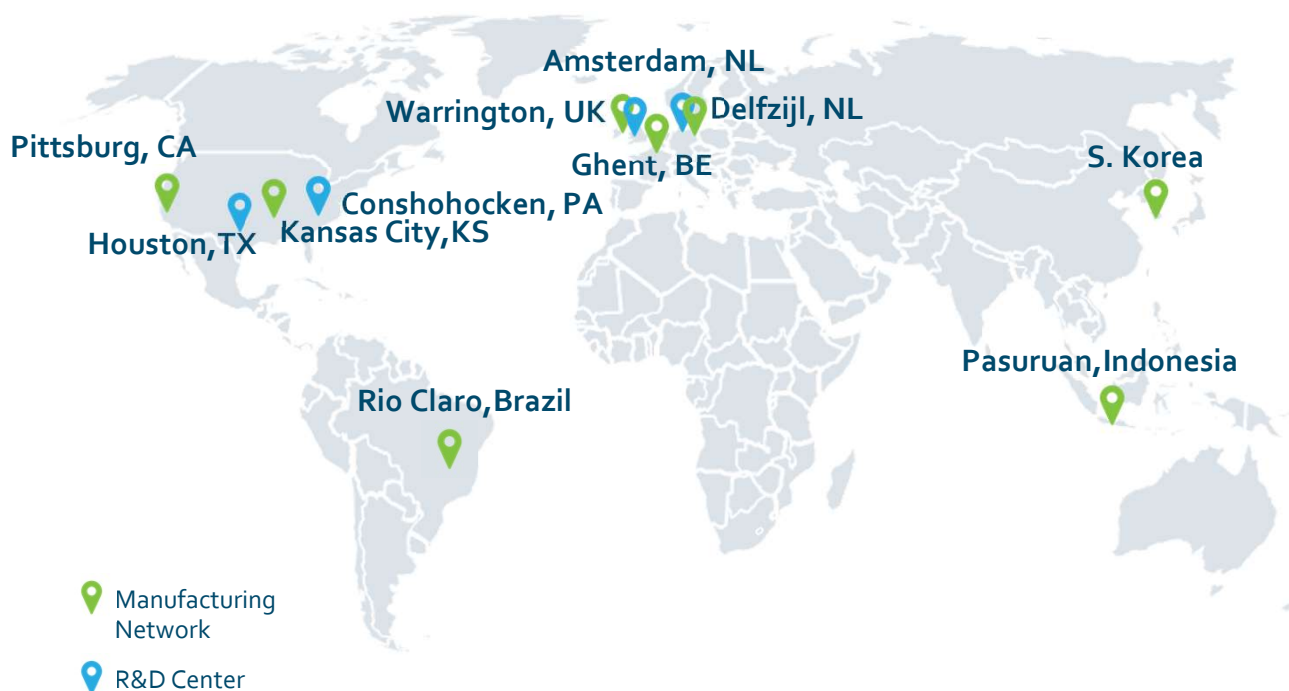 Amsterdam, NL
Warrington, UK
Delfzijl, NL
Pittsburg, CA
Ghent, BE
S. Korea
Conshohocken, PA
Houston,TX
Kansas City,KS
Pasuruan,Indonesia
Rio Claro,Brazil
Manufacturing
Network
R&D Center